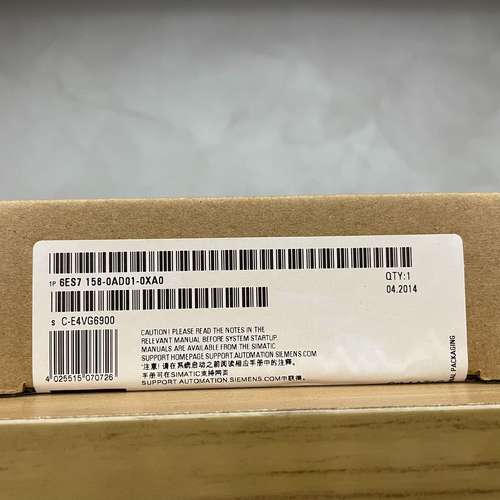 1P 6ES7 158-0AD01-0XA0
QTY:1
04.2014
S C-E4VG6900
CAUTION! PLEASE READ THE NOTES IN THE
RELEVANT MANUAL BEFORE SYSTEM STARTUP.
MANUALS ARE AVAILABLE FROM THE SIMATIC
SUPPORT HOMEPAGE SUPPORT.AUTOMATION.SIEMENS.COM
注意! 请在系统启动之前阅读相应手册中的注释.
手册可在SIMATIC支持网页
SUPPORT.AUTOMATION.SIEMENS.COM中获得.
4 025515 070726
PACKAGING